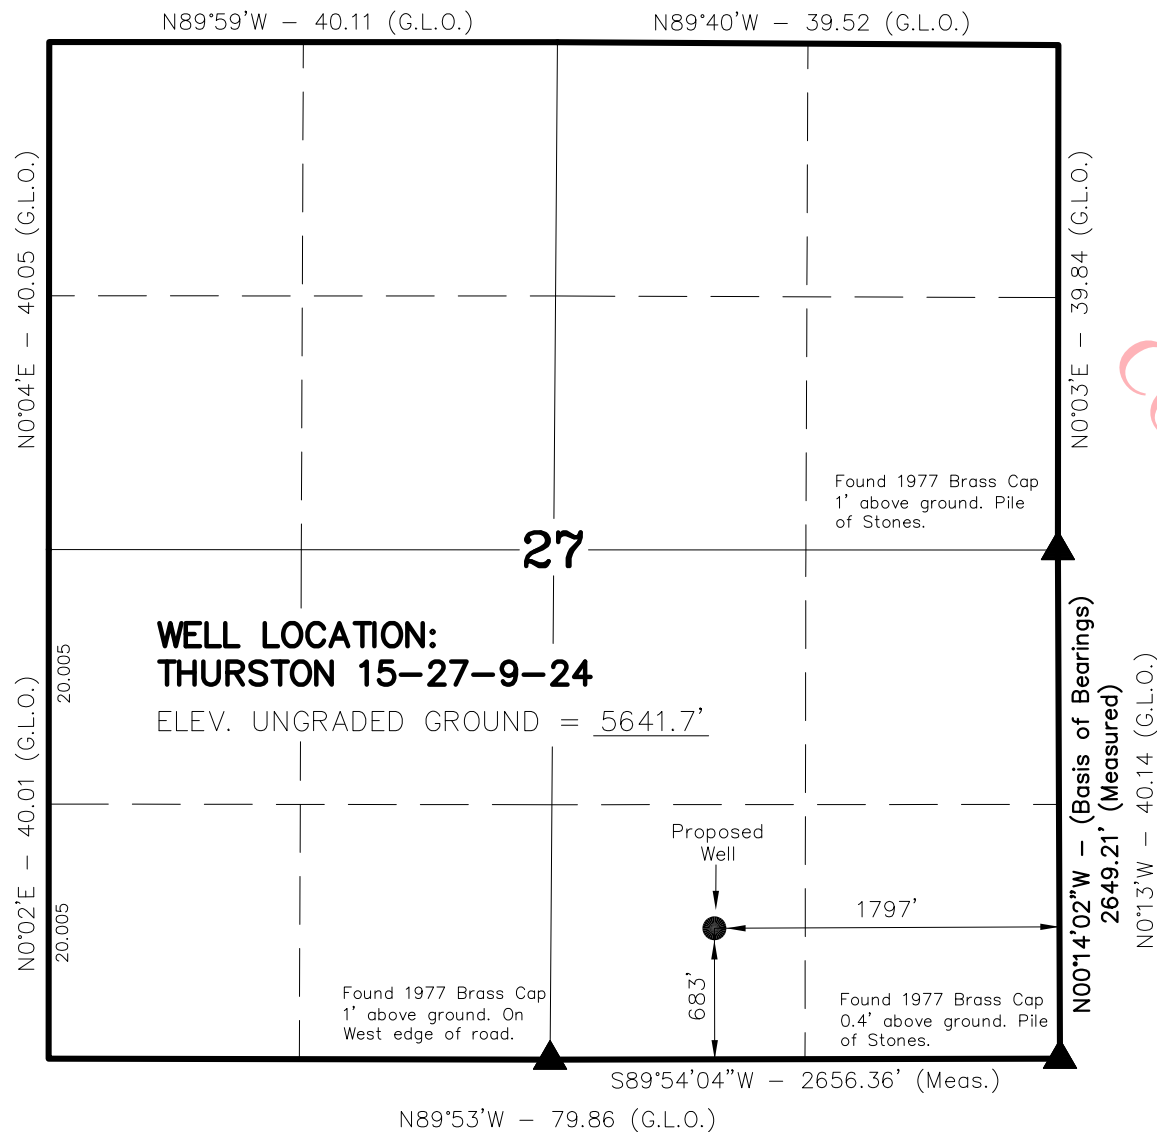 N89°59'W – 40.11 (G.L.O.)
N89°40'W – 39.52 (G.L.O.)
N0°04'E – 40.05 (G.L.O.)
N0°03'E – 39.84 (G.L.O.)
Found 1977 Brass Cap
1' above ground. Pile
of Stones.
27
WELL LOCATION:
THURSTON 15–27–9–24
ELEV. UNGRADED GROUND = 5641.7'
20.005
N0°02'E – 40.01 (G.L.O.)
20.005
N00°14'02"W – (Basis of Bearings)
2649.21' (Measured)
N0°13'W – 40.14 (G.L.O.)
Proposed
Well
1797'
683'
Found 1977 Brass Cap
1' above ground. On
West edge of road.
Found 1977 Brass Cap
0.4' above ground. Pile
of Stones.
S89°54'04"W – 2656.36' (Meas.)
N89°53'W – 79.86 (G.L.O.)